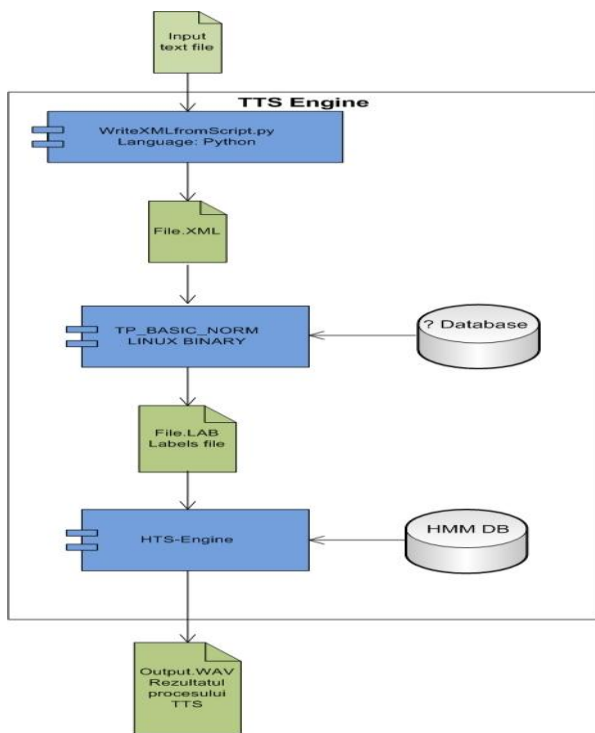 Input
text file
TTS Engine
WriteXMLfromScript.py
Language: Python
File.XML
TP_BASIC_NORM
LINUX BINARY
? Database
File.LAB
Labels file
HTS-Engine
HMM DB
Output.WAV
Rezultatul
procesului
TTS